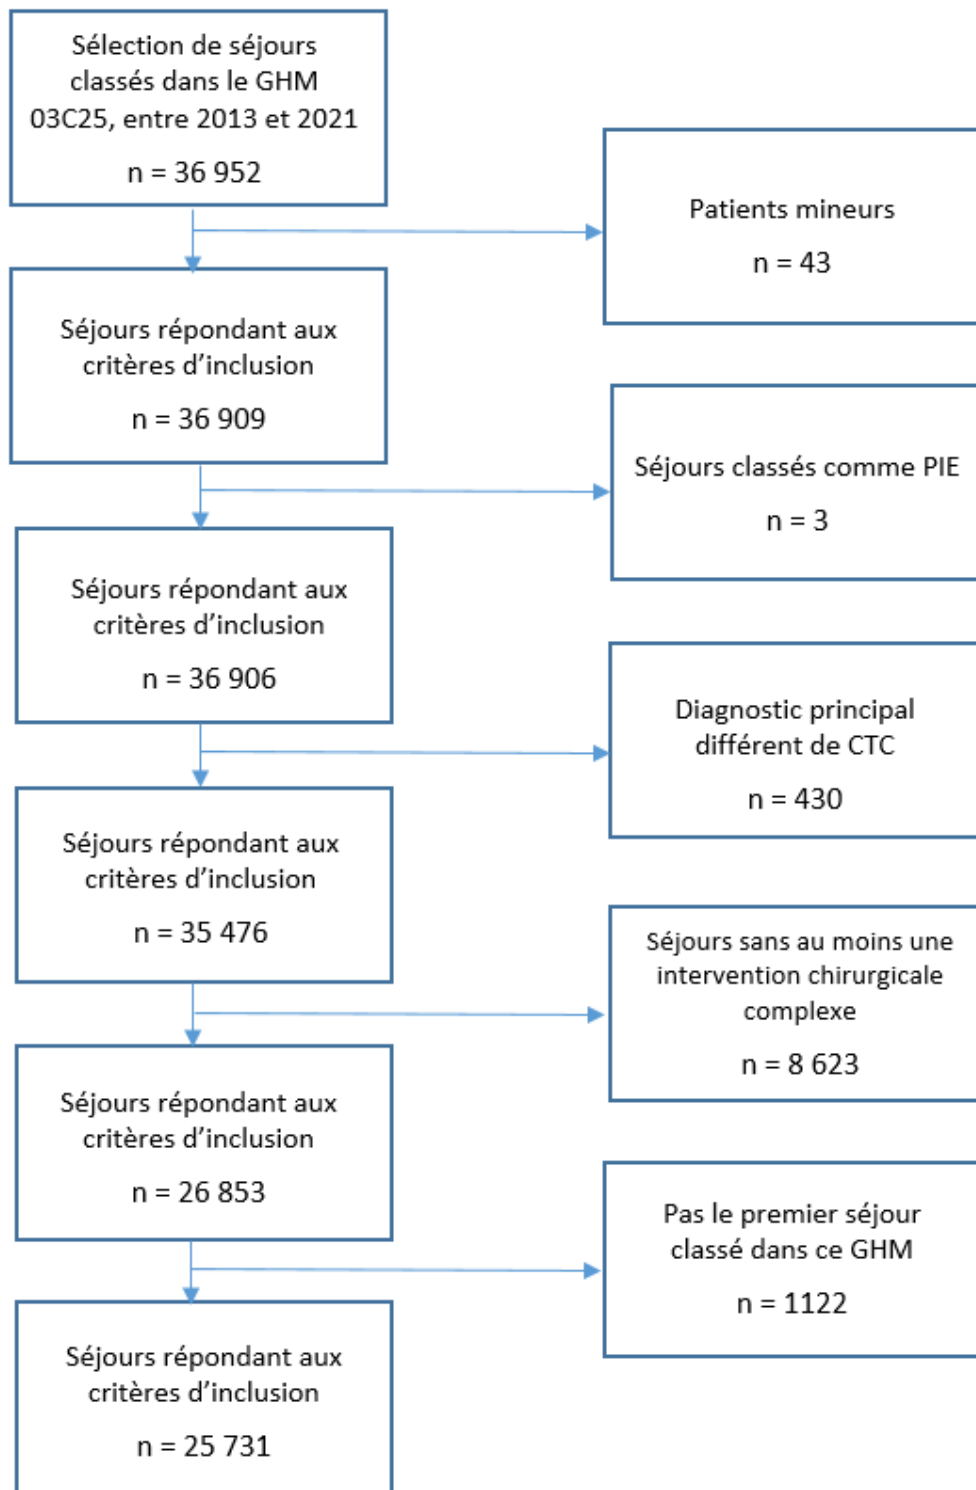 Sélection de séjours
classés dans le GHM
03C25, entre 2013 et 2021
n = 36 952
Patients mineurs
n = 43
Séjours répondant aux
critères d’inclusion
n = 36 909
Séjours classés comme PIE
n = 3
Séjours répondant aux
critères d’inclusion
n = 36 906
Diagnostic principal
différent de CTC
n = 430
Séjours répondant aux
critères d’inclusion
n = 35 476
Séjours sans au moins une
intervention chirurgicale
complexe
n = 8 623
Séjours répondant aux
critères d’inclusion
n = 26 853
Pas le premier séjour
classé dans ce GHM
n = 1122
Séjours répondant aux
critères d’inclusion
n = 25 731